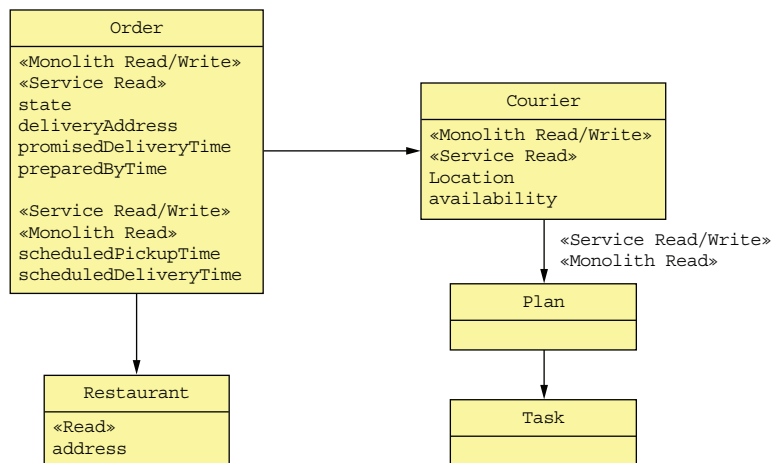 Order
«Monolith Read/Write»
«Service Read»
state
deliveryAddress
promisedDeliveryTime
preparedByTime
«Service Read/Write»
«Monolith Read»
scheduledPickupTime
scheduledDeliveryTime
Courier
«Monolith Read/Write»
«Service Read»
Location
availability
«Service Read/Write»
«Monolith Read»
Plan
Restaurant
«Read»
address
Task